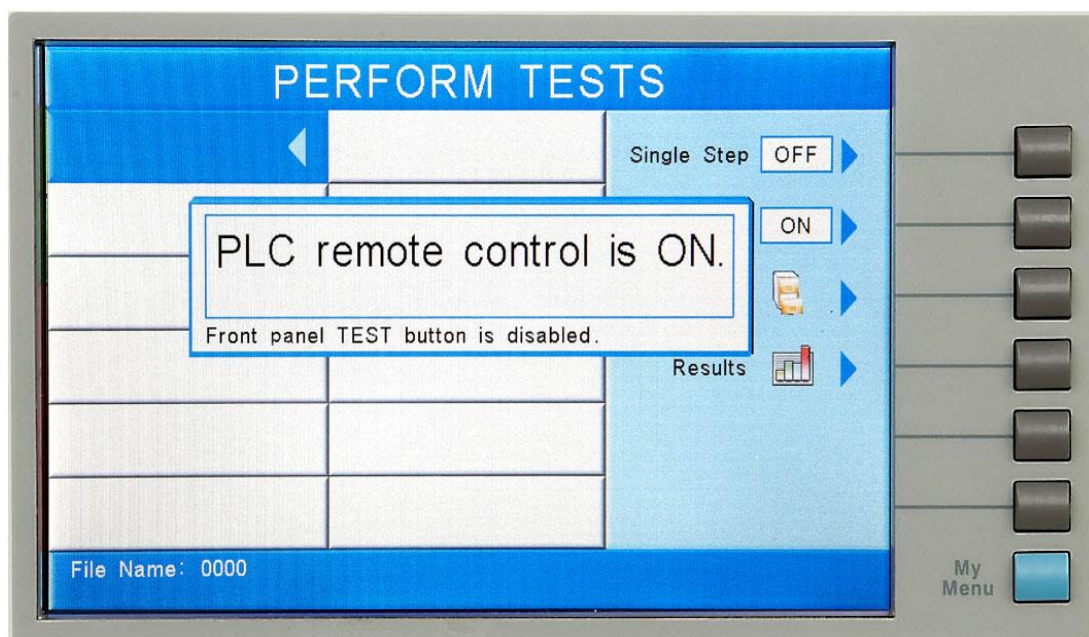 PERFORM TESTS
Single Step OFF
ON
PLC remote control is ON.
Front panel TEST button is disabled.
Results
File Name: 0000
My
Menu